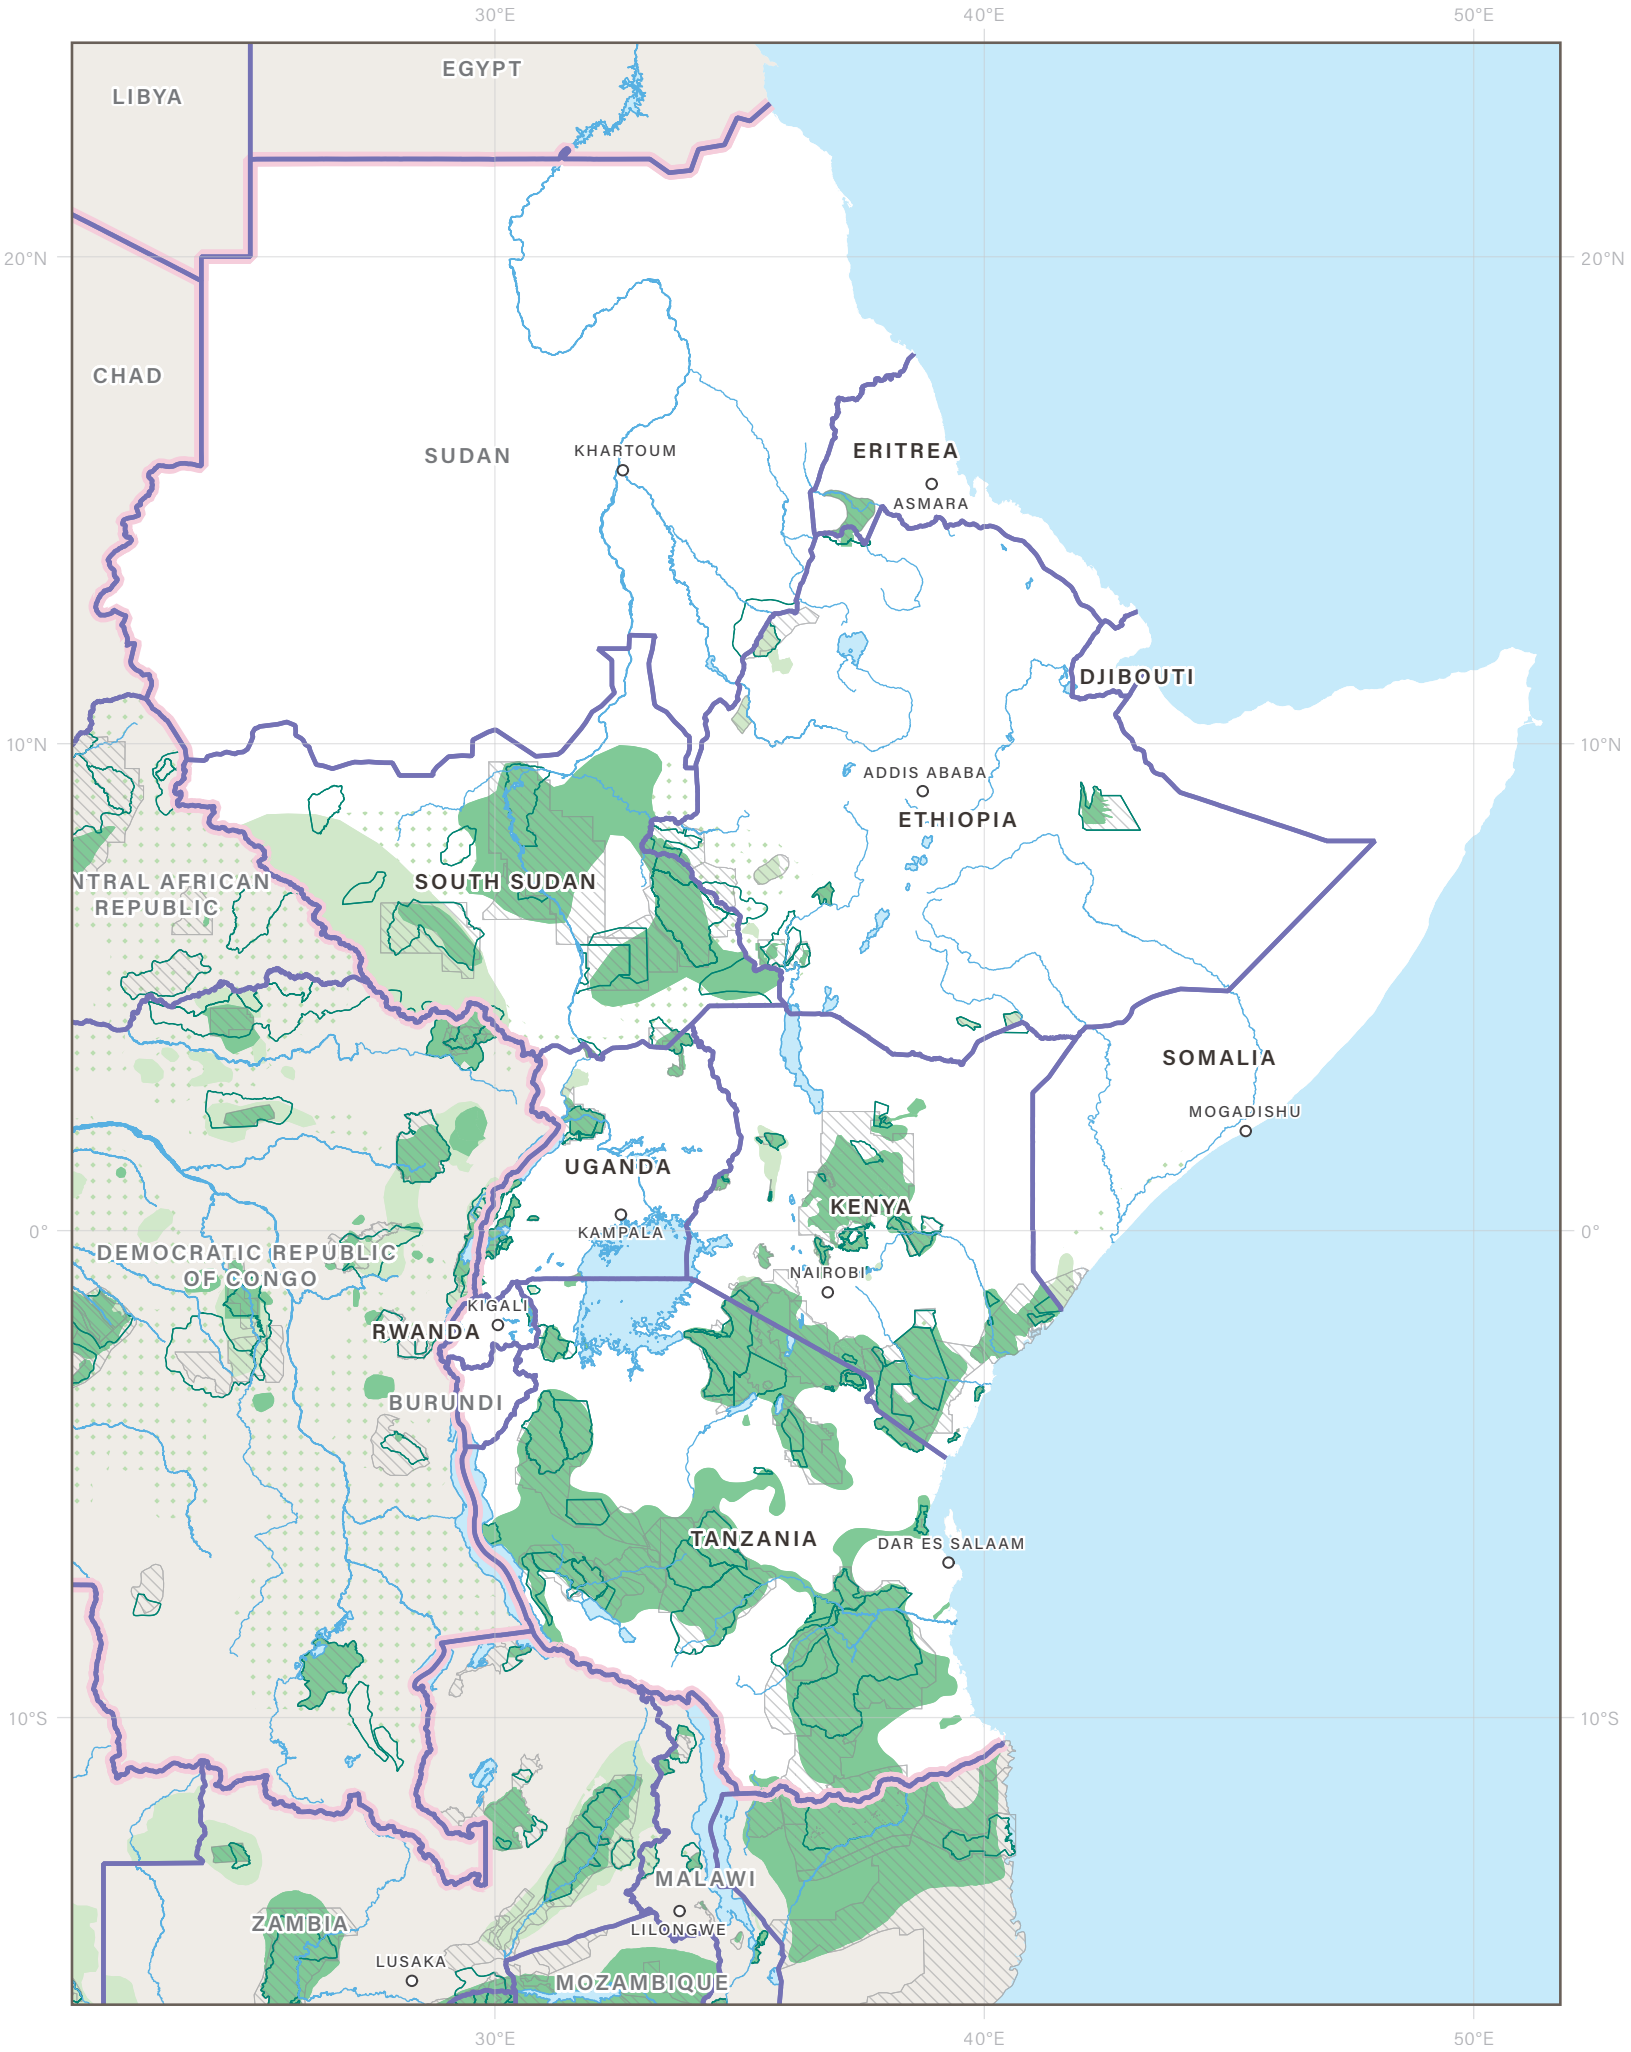 30°E
40°E
50°E
EGYPT
LIBYA
20°N
20°N
CHAD
SUDAN
KHARTOUM
ERITREA
ASMARA
DJIBOUTI
10°N
10°N
ADDIS ABABA
ETHIOPIA
NTRAL AFRICAN
REPUBLIC
SOUTH SUDAN
SOMALIA
MOGADISHU
UGANDA
KAMPALA
KENYA
0°
0°
DEMOCRATIC REPUBLIC
OF CONGO
NAIROBI
KIGALI
RWANDA
BURUNDI
TANZANIA
DAR ES SALAAM
10°S
10°S
MALAWI
LILONGWE
ZAMBIA
LUSAKA
MOZAMBIQUE
30°E
40°E
50°E